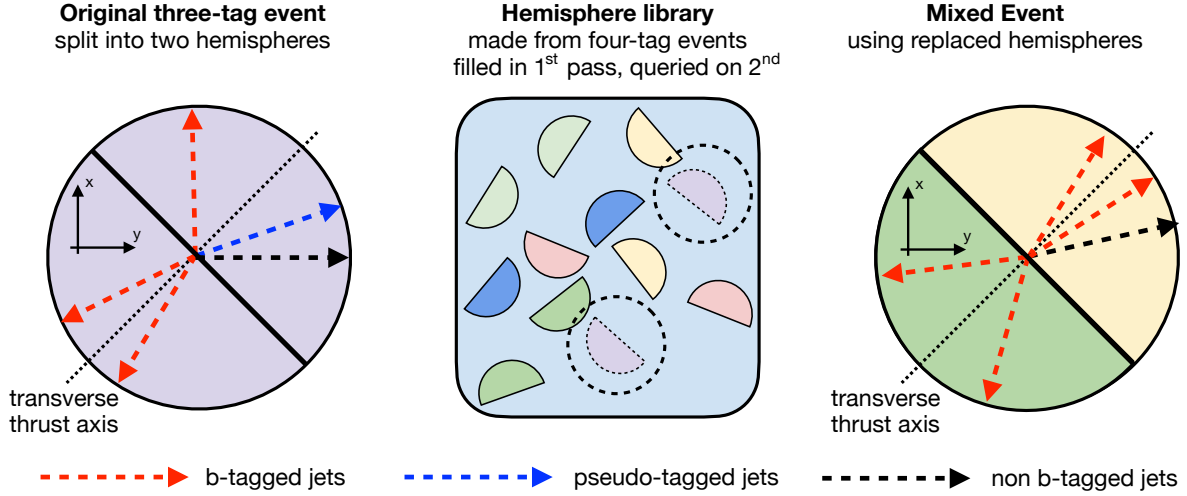 Original three-tag event
split into two hemispheres
x
y
transverse
thrust axis
Hemisphere library
made from four-tag events
filled in 1st pass, queried on 2nd
Mixed Event
using replaced hemispheres
x
y
transverse
thrust axis
b-tagged jets
pseudo-tagged jets
non b-tagged jets